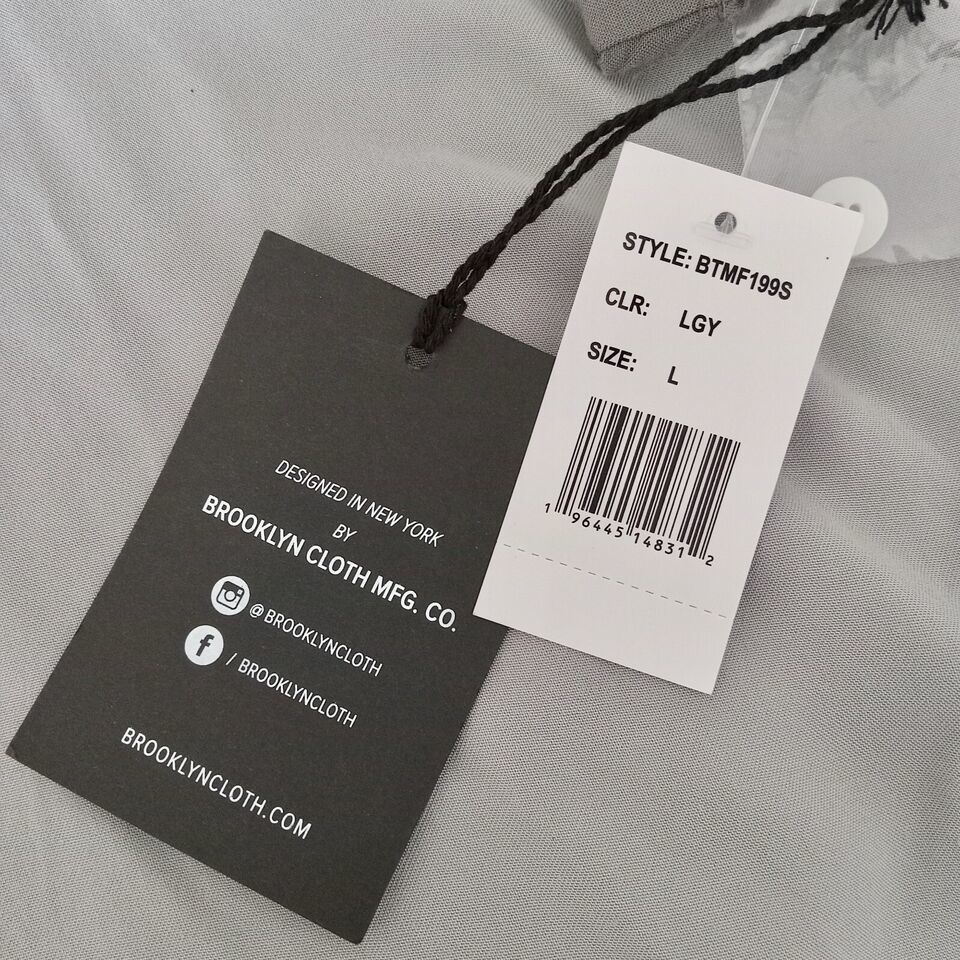 STYLE: BTMF199S
CLR: LGY
SIZE: L
1 96445 14831 2
DESIGNED IN NEW YORK
BY
BROOKLYN CLOTH MFG. CO.
@BROOKLYNCLOTH
f / BROOKLYNCLOTH
BROOKLYNCLOTH.COM